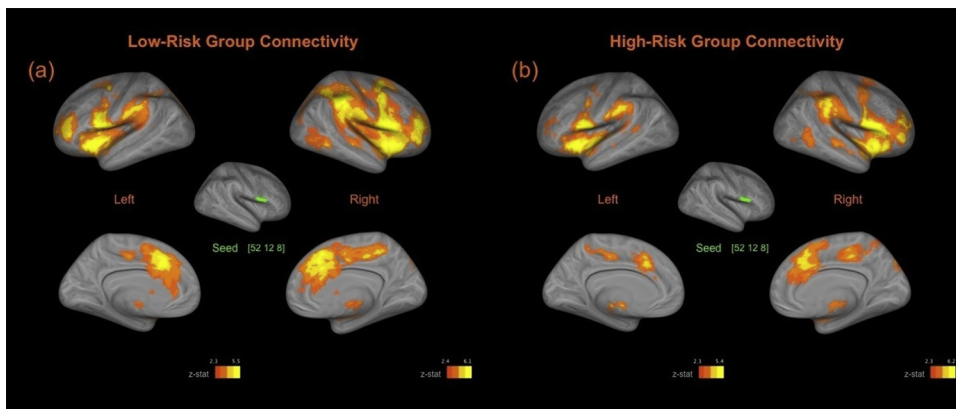 Low-Risk Group Connectivity
(a)
Left
Right
Seed [52 12 8]
z-stat
2.3 5.5
z-stat
2.4 6.1
High-Risk Group Connectivity
(b)
Left
Right
Seed [52 12 8]
z-stat
2.3 5.4
z-stat
2.3 6.2